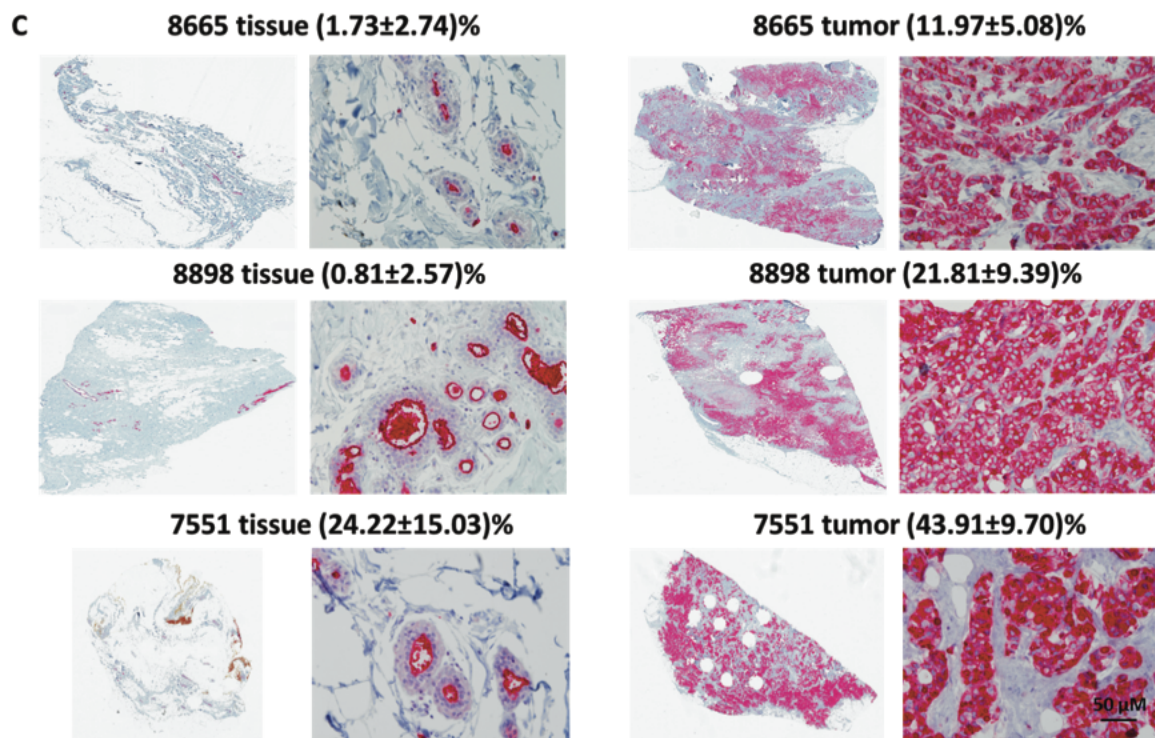 C
8665 tissue (1.73±2.74)%
8665 tumor (11.97±5.08)%
8898 tissue (0.81±2.57)%
8898 tumor (21.81±9.39)%
7551 tissue (24.22±15.03)%
7551 tumor (43.91±9.70)%
50 μM